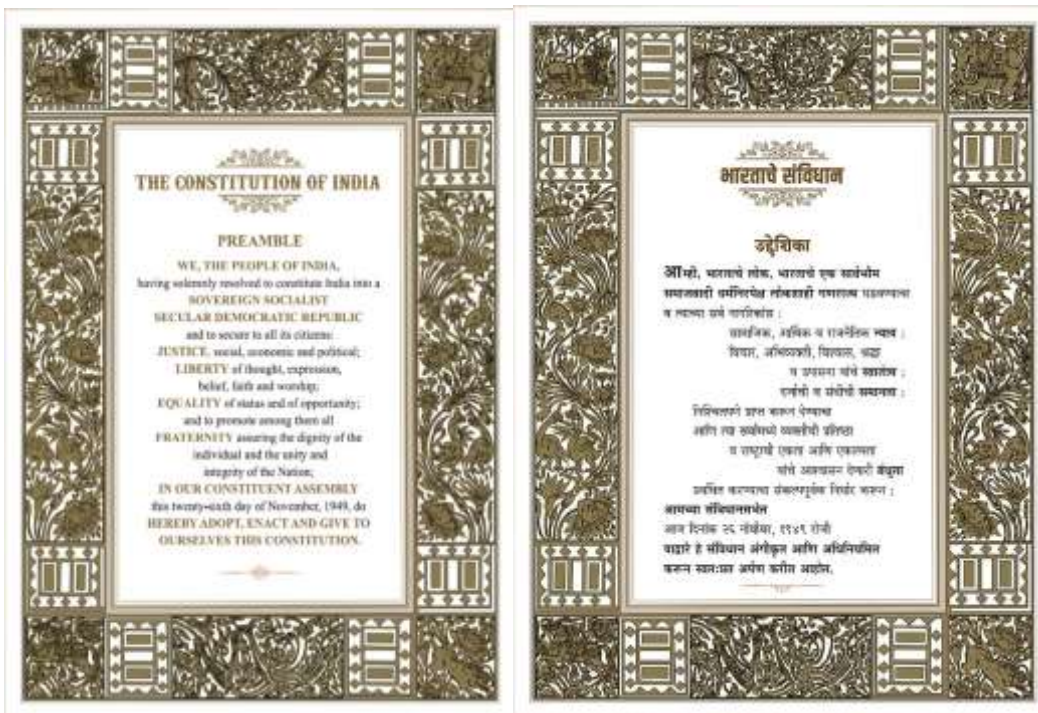 THE CONSTITUTION OF INDIA
PREAMBLE
WE, THE PEOPLE OF INDIA,
having solemnly resolved to constitute India into a
SOVEREIGN SOCIALIST
SECULAR DEMOCRATIC REPUBLIC
and to secure to all its citizens:
JUSTICE, social, economic and political;
LIBERTY of thought, expression,
belief, faith and worship;
EQUALITY of status and of opportunity;
and to promote among them all
FRATERNITY assuring the dignity of the
individual and the unity and
integrity of the Nation;
IN OUR CONSTITUENT ASSEMBLY
this twenty-sixth day of November, 1949, do
HEREBY ADOPT, ENACT AND GIVE TO
OURSELVES THIS CONSTITUTION.
भारताचे संविधान
उद्देशिका
आम्ही, भारताचे लोक, भारताचे एक सार्वभौम
समाजवादी धर्मनिरपेक्ष लोकशाही गणराज्य घडवण्याचा
व त्याच्या सर्व नागरिकांस :
सामाजिक, आर्थिक व राजनैतिक न्याय ;
विचार, अभिव्यक्ती, विश्वास, श्रद्धा
व उपासना यांचे स्वातंत्र्य ;
दर्जाची व संधीची समानता ;
निश्चितपणे प्राप्त करून देण्याचा
आणि त्या सर्वांमध्ये व्यक्तीची प्रतिष्ठा
व राष्ट्राची एकता आणि एकात्मता
यांचे आश्वासन देणारी बंधुता
प्रवर्धित करण्याचा संकल्पपूर्वक निर्धार करून ;
आमच्या संविधानसभेत
आज दिनांक २६ नोव्हेंबर, १९४९ रोजी
याद्वारे हे संविधान अंगीकृत आणि अधिनियमित
करून स्वतःप्रत अर्पण करीत आहोत.